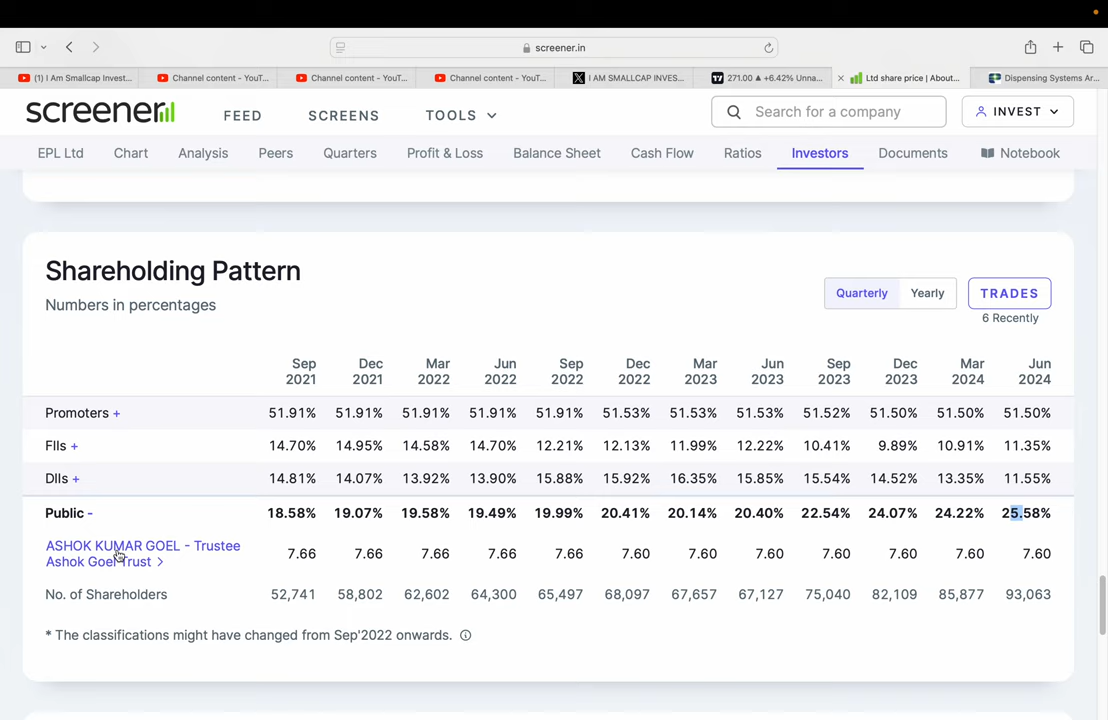 screener.in
(1) I Am Smallcap Invest...
Channel content - YouT...
Channel content - YouT...
Channel content - YouT...
I AM SMALLCAP INVES...
271.00 ▲ +6.42% Unna...
Ltd share price | About...
Dispensing Systems Ar...
screener
FEED
SCREENS
TOOLS
Search for a company
INVEST
EPL Ltd
Chart
Analysis
Peers
Quarters
Profit & Loss
Balance Sheet
Cash Flow
Ratios
Investors
Documents
Notebook
Shareholding Pattern
Numbers in percentages
Quarterly
Yearly
TRADES
6 Recently
Sep 2021 Dec 2021 Mar 2022 Jun 2022 Sep 2022 Dec 2022 Mar 2023 Jun 2023 Sep 2023 Dec 2023 Mar 2024 Jun 2024
Promoters + 51.91% 51.91% 51.91% 51.91% 51.91% 51.53% 51.53% 51.53% 51.52% 51.50% 51.50% 51.50%
FIIs + 14.70% 14.95% 14.58% 14.70% 12.21% 12.13% 11.99% 12.22% 10.41% 9.89% 10.91% 11.35%
DIIs + 14.81% 14.07% 13.92% 13.90% 15.88% 15.92% 16.35% 15.85% 15.54% 14.52% 13.35% 11.55%
Public - 18.58% 19.07% 19.58% 19.49% 19.99% 20.41% 20.14% 20.40% 22.54% 24.07% 24.22% 25.58%
ASHOK KUMAR GOEL - Trustee
Ashok Goel Trust > 7.66 7.66 7.66 7.66 7.66 7.60 7.60 7.60 7.60 7.60 7.60 7.60
No. of Shareholders 52,741 58,802 62,602 64,300 65,497 68,097 67,657 67,127 75,040 82,109 85,877 93,063
* The classifications might have changed from Sep'2022 onwards.